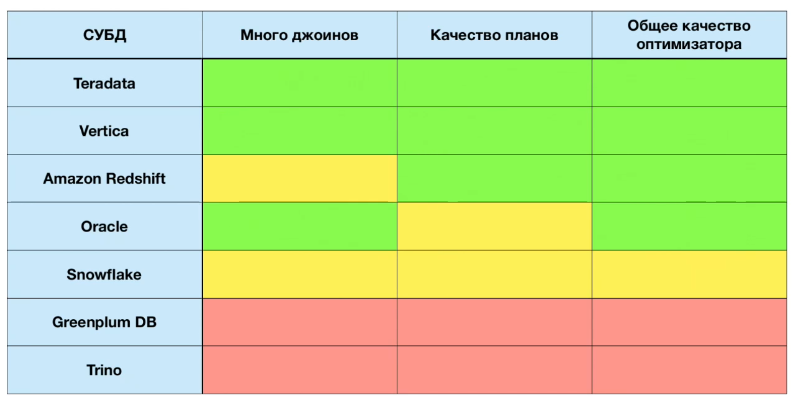 СУБД
Много джоинов
Качество планов
Общее качество
оптимизатора
Teradata
Vertica
Amazon Redshift
Oracle
Snowflake
Greenplum DB
Trino